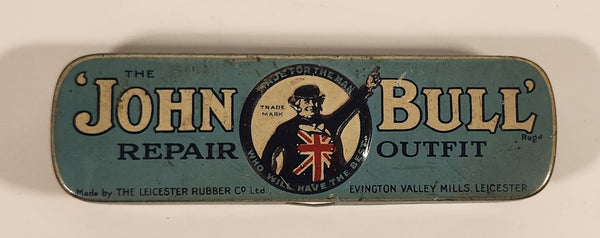 THE
'JOHN BULL'
Regd
REPAIR OUTFIT
MADE FOR THE MAN
TRADE
MARK
WHO WILL HAVE THE BEST
Made by THE LEICESTER RUBBER Co Ltd., EVINGTON VALLEY MILLS, LEICESTER